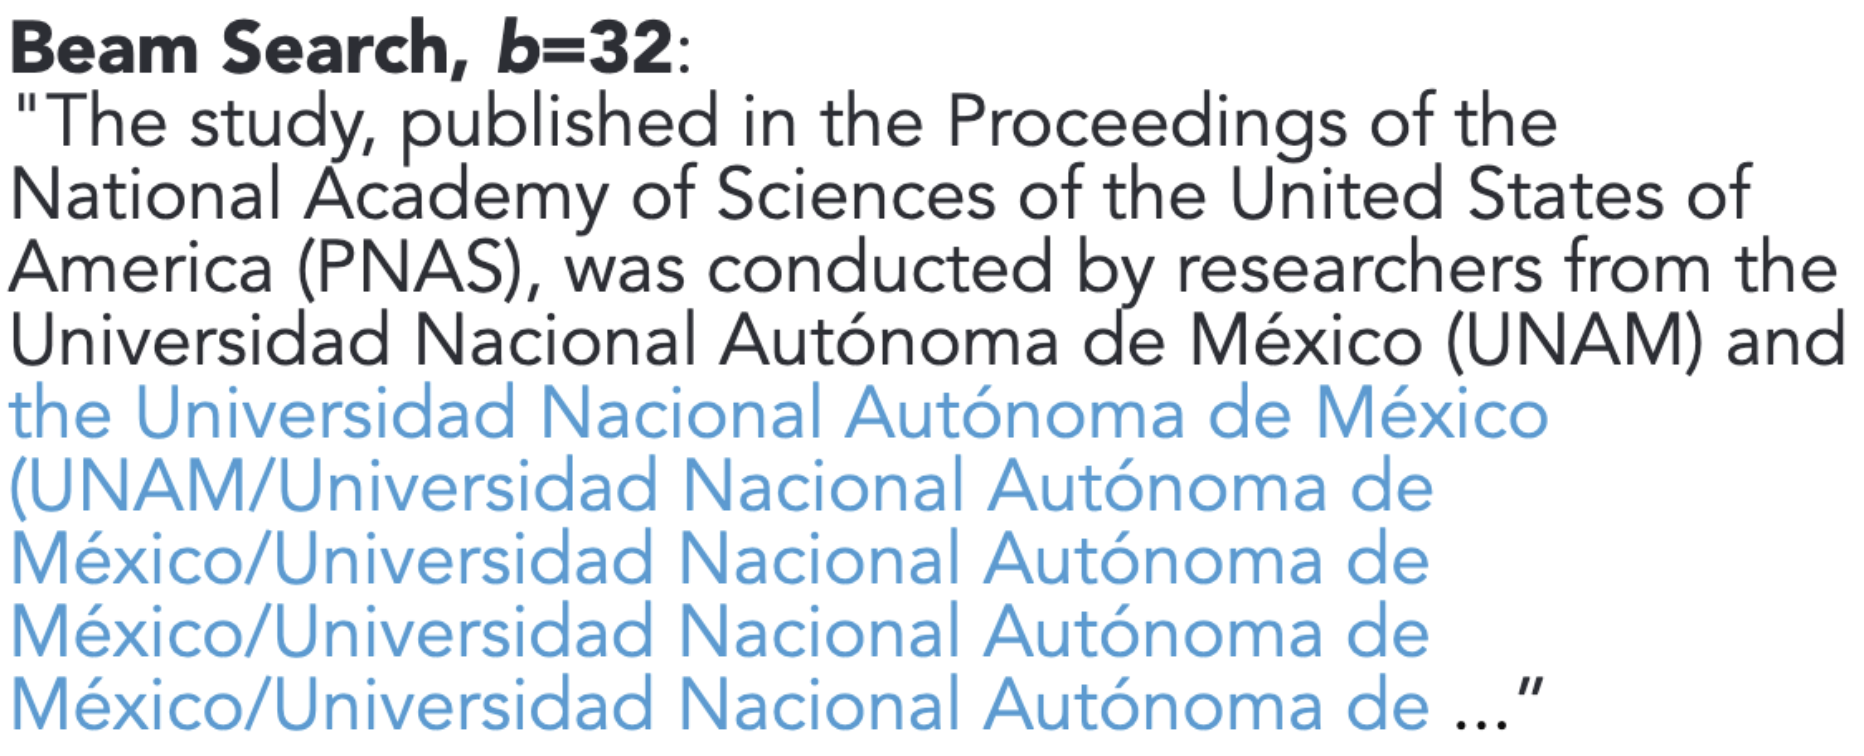 Beam Search, b=32:
"The study, published in the Proceedings of the
National Academy of Sciences of the United States of
America (PNAS), was conducted by researchers from the
Universidad Nacional Autónoma de México (UNAM) and
the Universidad Nacional Autónoma de México
(UNAM/Universidad Nacional Autónoma de
México/Universidad Nacional Autónoma de
México/Universidad Nacional Autónoma de
México/Universidad Nacional Autónoma de ...”